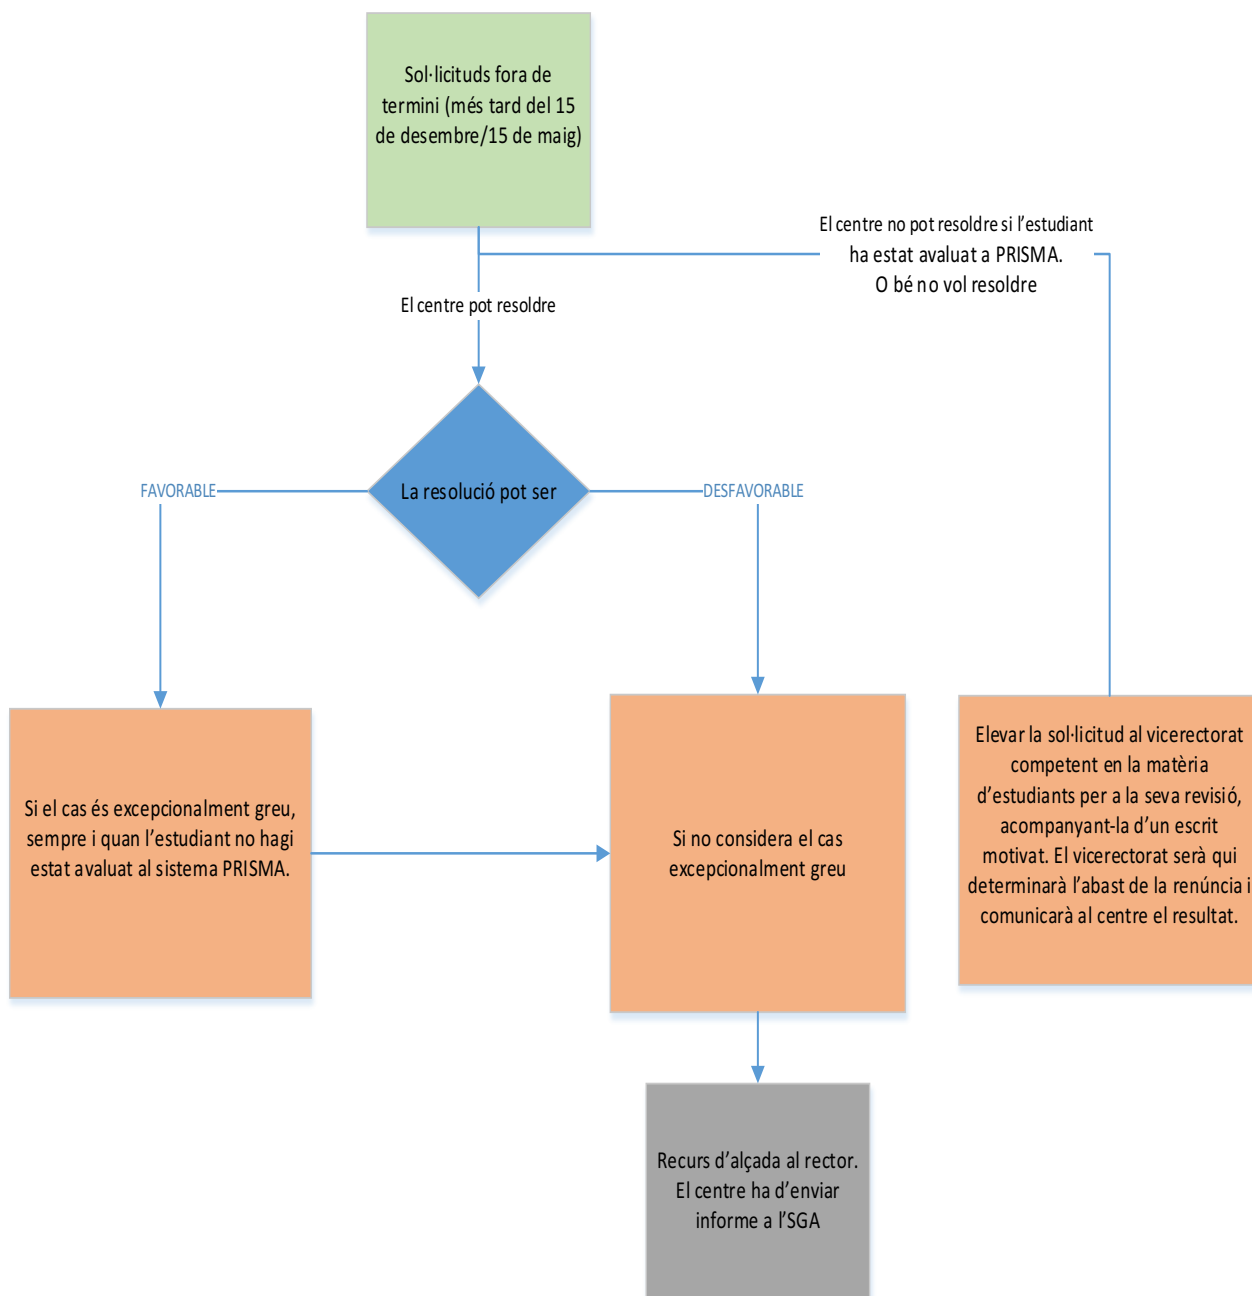 Sol·licituds fora de
termini (més tard del 15
de desembre/15 de maig)
El centre no pot resoldre si l’estudiant
ha estat avaluat a PRISMA.
O bé no vol resoldre
El centre pot resoldre
La resolució pot ser
FAVORABLE
DESFAVORABLE
Si el cas és excepcionalment greu,
sempre i quan l’estudiant no hagi
estat avaluat al sistema PRISMA.
Si no considera el cas
excepcionalment greu
Elevar la sol·licitud al vicerectorat
competent en la matèria
d’estudiants per a la seva revisió,
acompanyant-la d’un escrit
motivat. El vicerectorat serà qui
determinarà l’abast de la renúncia i
comunicarà al centre el resultat.
Recurs d’alçada al rector.
El centre ha d’enviar
informe a l’SGA